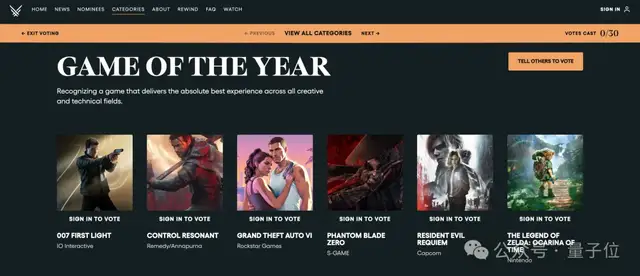 HOME NEWS NOMINEES CATEGORIES ABOUT REWIND FAQ WATCH SIGN IN
← EXIT VOTING ← PREVIOUS VIEW ALL CATEGORIES NEXT → VOTES CAST 0/30
GAME OF THE YEAR
TELL OTHERS TO VOTE
Recognizing a game that delivers the absolute best experience across all creative
and technical fields.
SIGN IN TO VOTE SIGN IN TO VOTE SIGN IN TO VOTE SIGN IN TO VOTE SIGN IN TO VOTE SIGN IN TO VOTE
007 FIRST LIGHT
IO Interactive
CONTROL RESONANT
Remedy/Annapurna
GRAND THEFT AUTO VI
Rockstar Games
PHANTOM BLADE
ZERO
S-GAME
RESIDENT EVIL
REQUIEM
Capcom
THE LEGEND OF
ZELDA: OCARINA OF
TIME
Nintendo
公众号 · 量子位